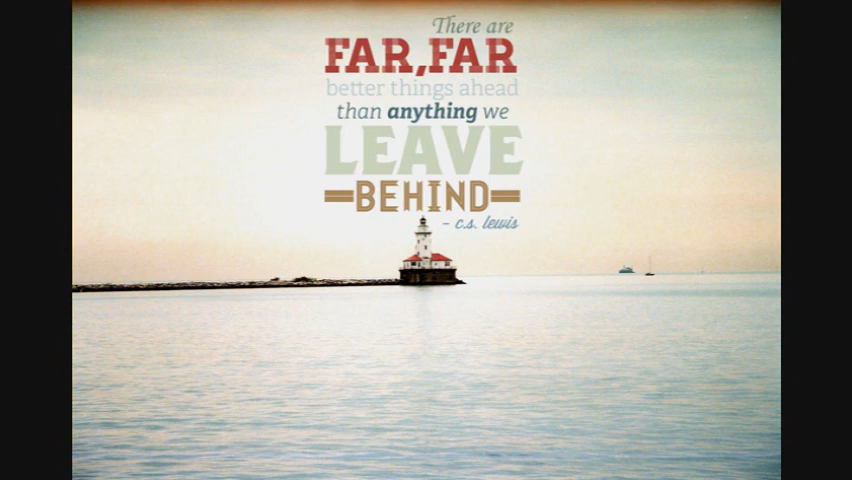 There are
FAR, FAR
better things ahead
than anything we
LEAVE
BEHIND
- c.s. lewis